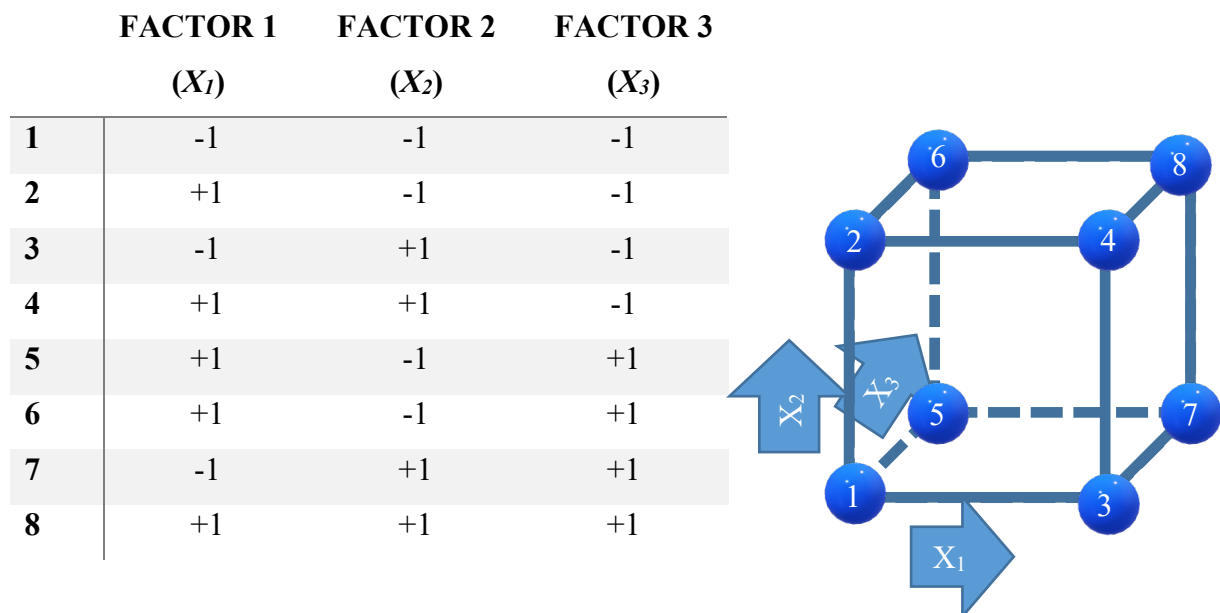 FACTOR 1 FACTOR 2 FACTOR 3
(X1) (X2) (X3)
1 -1 -1 -1
2 +1 -1 -1
3 -1 +1 -1
4 +1 +1 -1
5 +1 -1 +1
6 +1 -1 +1
7 -1 +1 +1
8 +1 +1 +1
6
8
2
4
X2
X3
5
7
1
3
X1